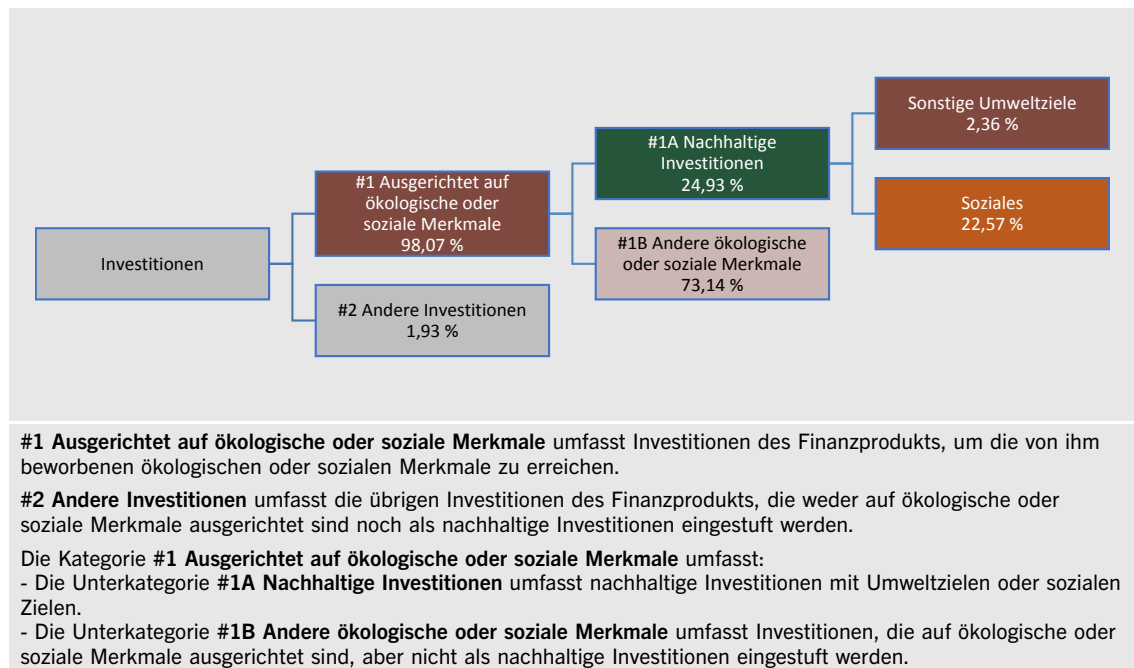 Investitionen
#1 Ausgerichtet auf
ökologische oder
soziale Merkmale
98,07 %
#2 Andere Investitionen
1,93 %
#1A Nachhaltige
Investitionen
24,93 %
#1B Andere ökologische
oder soziale Merkmale
73,14 %
Sonstige Umweltziele
2,36 %
Soziales
22,57 %
#1 Ausgerichtet auf ökologische oder soziale Merkmale umfasst Investitionen des Finanzprodukts, um die von ihm
beworbenen ökologischen oder sozialen Merkmale zu erreichen.
#2 Andere Investitionen umfasst die übrigen Investitionen des Finanzprodukts, die weder auf ökologische oder
soziale Merkmale ausgerichtet sind noch als nachhaltige Investitionen eingestuft werden.
Die Kategorie #1 Ausgerichtet auf ökologische oder soziale Merkmale umfasst:
- Die Unterkategorie #1A Nachhaltige Investitionen umfasst nachhaltige Investitionen mit Umweltzielen oder sozialen
Zielen.
- Die Unterkategorie #1B Andere ökologische oder soziale Merkmale umfasst Investitionen, die auf ökologische oder
soziale Merkmale ausgerichtet sind, aber nicht als nachhaltige Investitionen eingestuft werden.